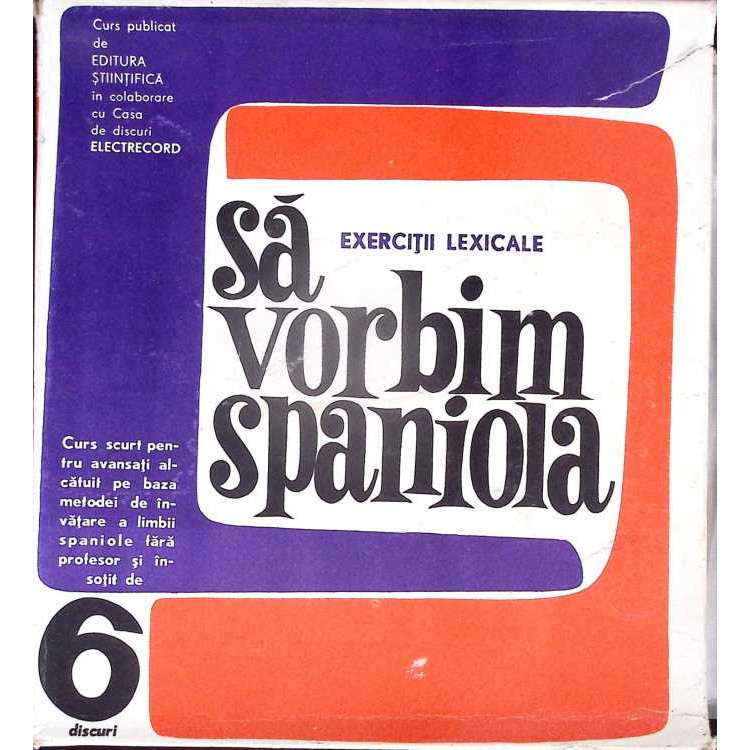 Curs publicat
de
EDITURA
ȘTIINȚIFICĂ
în colaborare
cu Casa
de discuri
ELECTRECORD
EXERCIȚII LEXICALE
să
vorbim
spaniola
Curs scurt pen-
tru avansați al-
cătuit pe baza
metodei de în-
vățare a limbii
spaniole fără
profesor și în-
soțit de
6
discuri